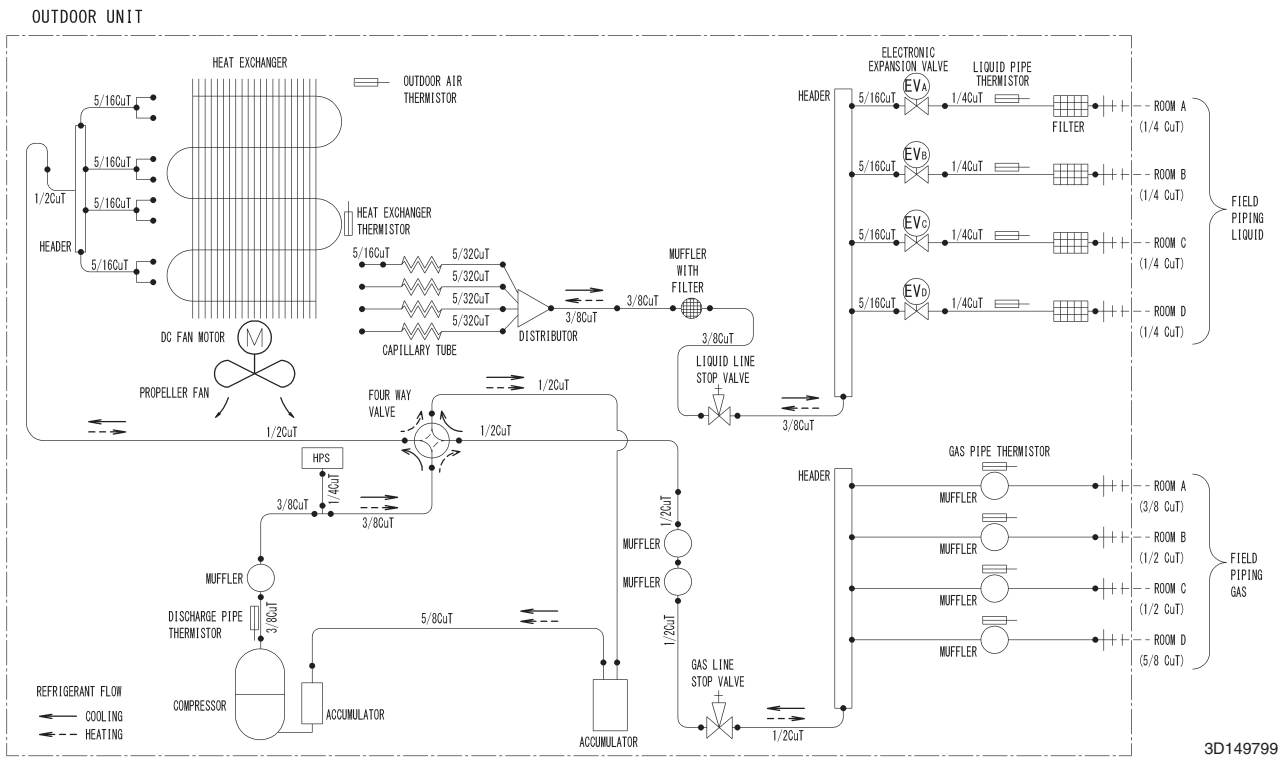 OUTDOOR UNIT
HEAT EXCHANGER
OUTDOOR AIR
THERMISTOR
5/16CuT
5/16CuT
5/16CuT
5/16CuT
1/2CuT
HEADER
HEAT EXCHANGER
THERMISTOR
5/16CuT
5/32CuT
5/32CuT
5/32CuT
5/32CuT
CAPILLARY TUBE
DISTRIBUTOR
3/8CuT
3/8CuT
MUFFLER
WITH
FILTER
3/8CuT
LIQUID LINE
STOP VALVE
3/8CuT
HEADER
ELECTRONIC
EXPANSION VALVE
LIQUID PIPE
THERMISTOR
5/16CuT
EVA
1/4CuT
FILTER
ROOM A
(1/4 CuT)
5/16CuT
EVB
1/4CuT
ROOM B
(1/4 CuT)
5/16CuT
EVC
1/4CuT
ROOM C
(1/4 CuT)
5/16CuT
EVD
1/4CuT
ROOM D
(1/4 CuT)
FIELD
PIPING
LIQUID
DC FAN MOTOR
M
PROPELLER FAN
FOUR WAY
VALVE
1/2CuT
1/2CuT
1/2CuT
HPS
1/4CuT
3/8CuT
3/8CuT
MUFFLER
DISCHARGE PIPE
THERMISTOR
3/8CuT
COMPRESSOR
ACCUMULATOR
5/8CuT
ACCUMULATOR
1/2CuT
MUFFLER
MUFFLER
1/2CuT
GAS LINE
STOP VALVE
1/2CuT
HEADER
GAS PIPE THERMISTOR
MUFFLER
ROOM A
(3/8 CuT)
MUFFLER
ROOM B
(1/2 CuT)
MUFFLER
ROOM C
(1/2 CuT)
MUFFLER
ROOM D
(5/8 CuT)
FIELD
PIPING
GAS
REFRIGERANT FLOW
COOLING
HEATING
3D149799